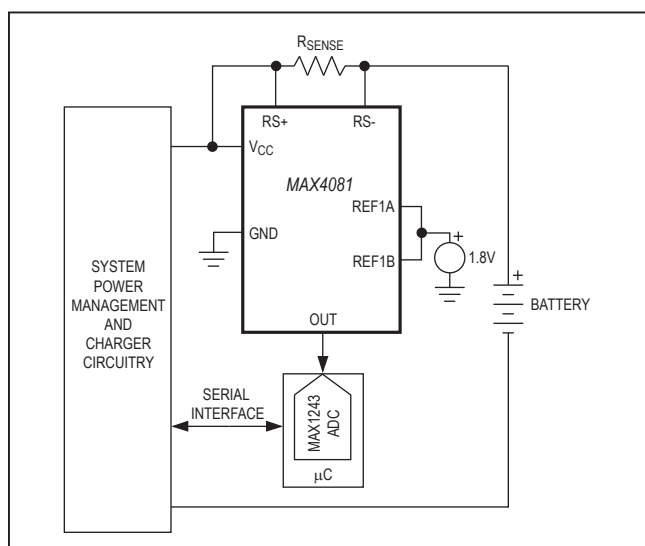 RSENSE
RS+
RS-
VCC
MAX4081
REF1A
GND
+
1.8V
REF1B
SYSTEM
POWER
MANAGEMENT
AND
CHARGER
CIRCUITRY
+
BATTERY
OUT
SERIAL
INTERFACE
MAX1243
ADC
μC